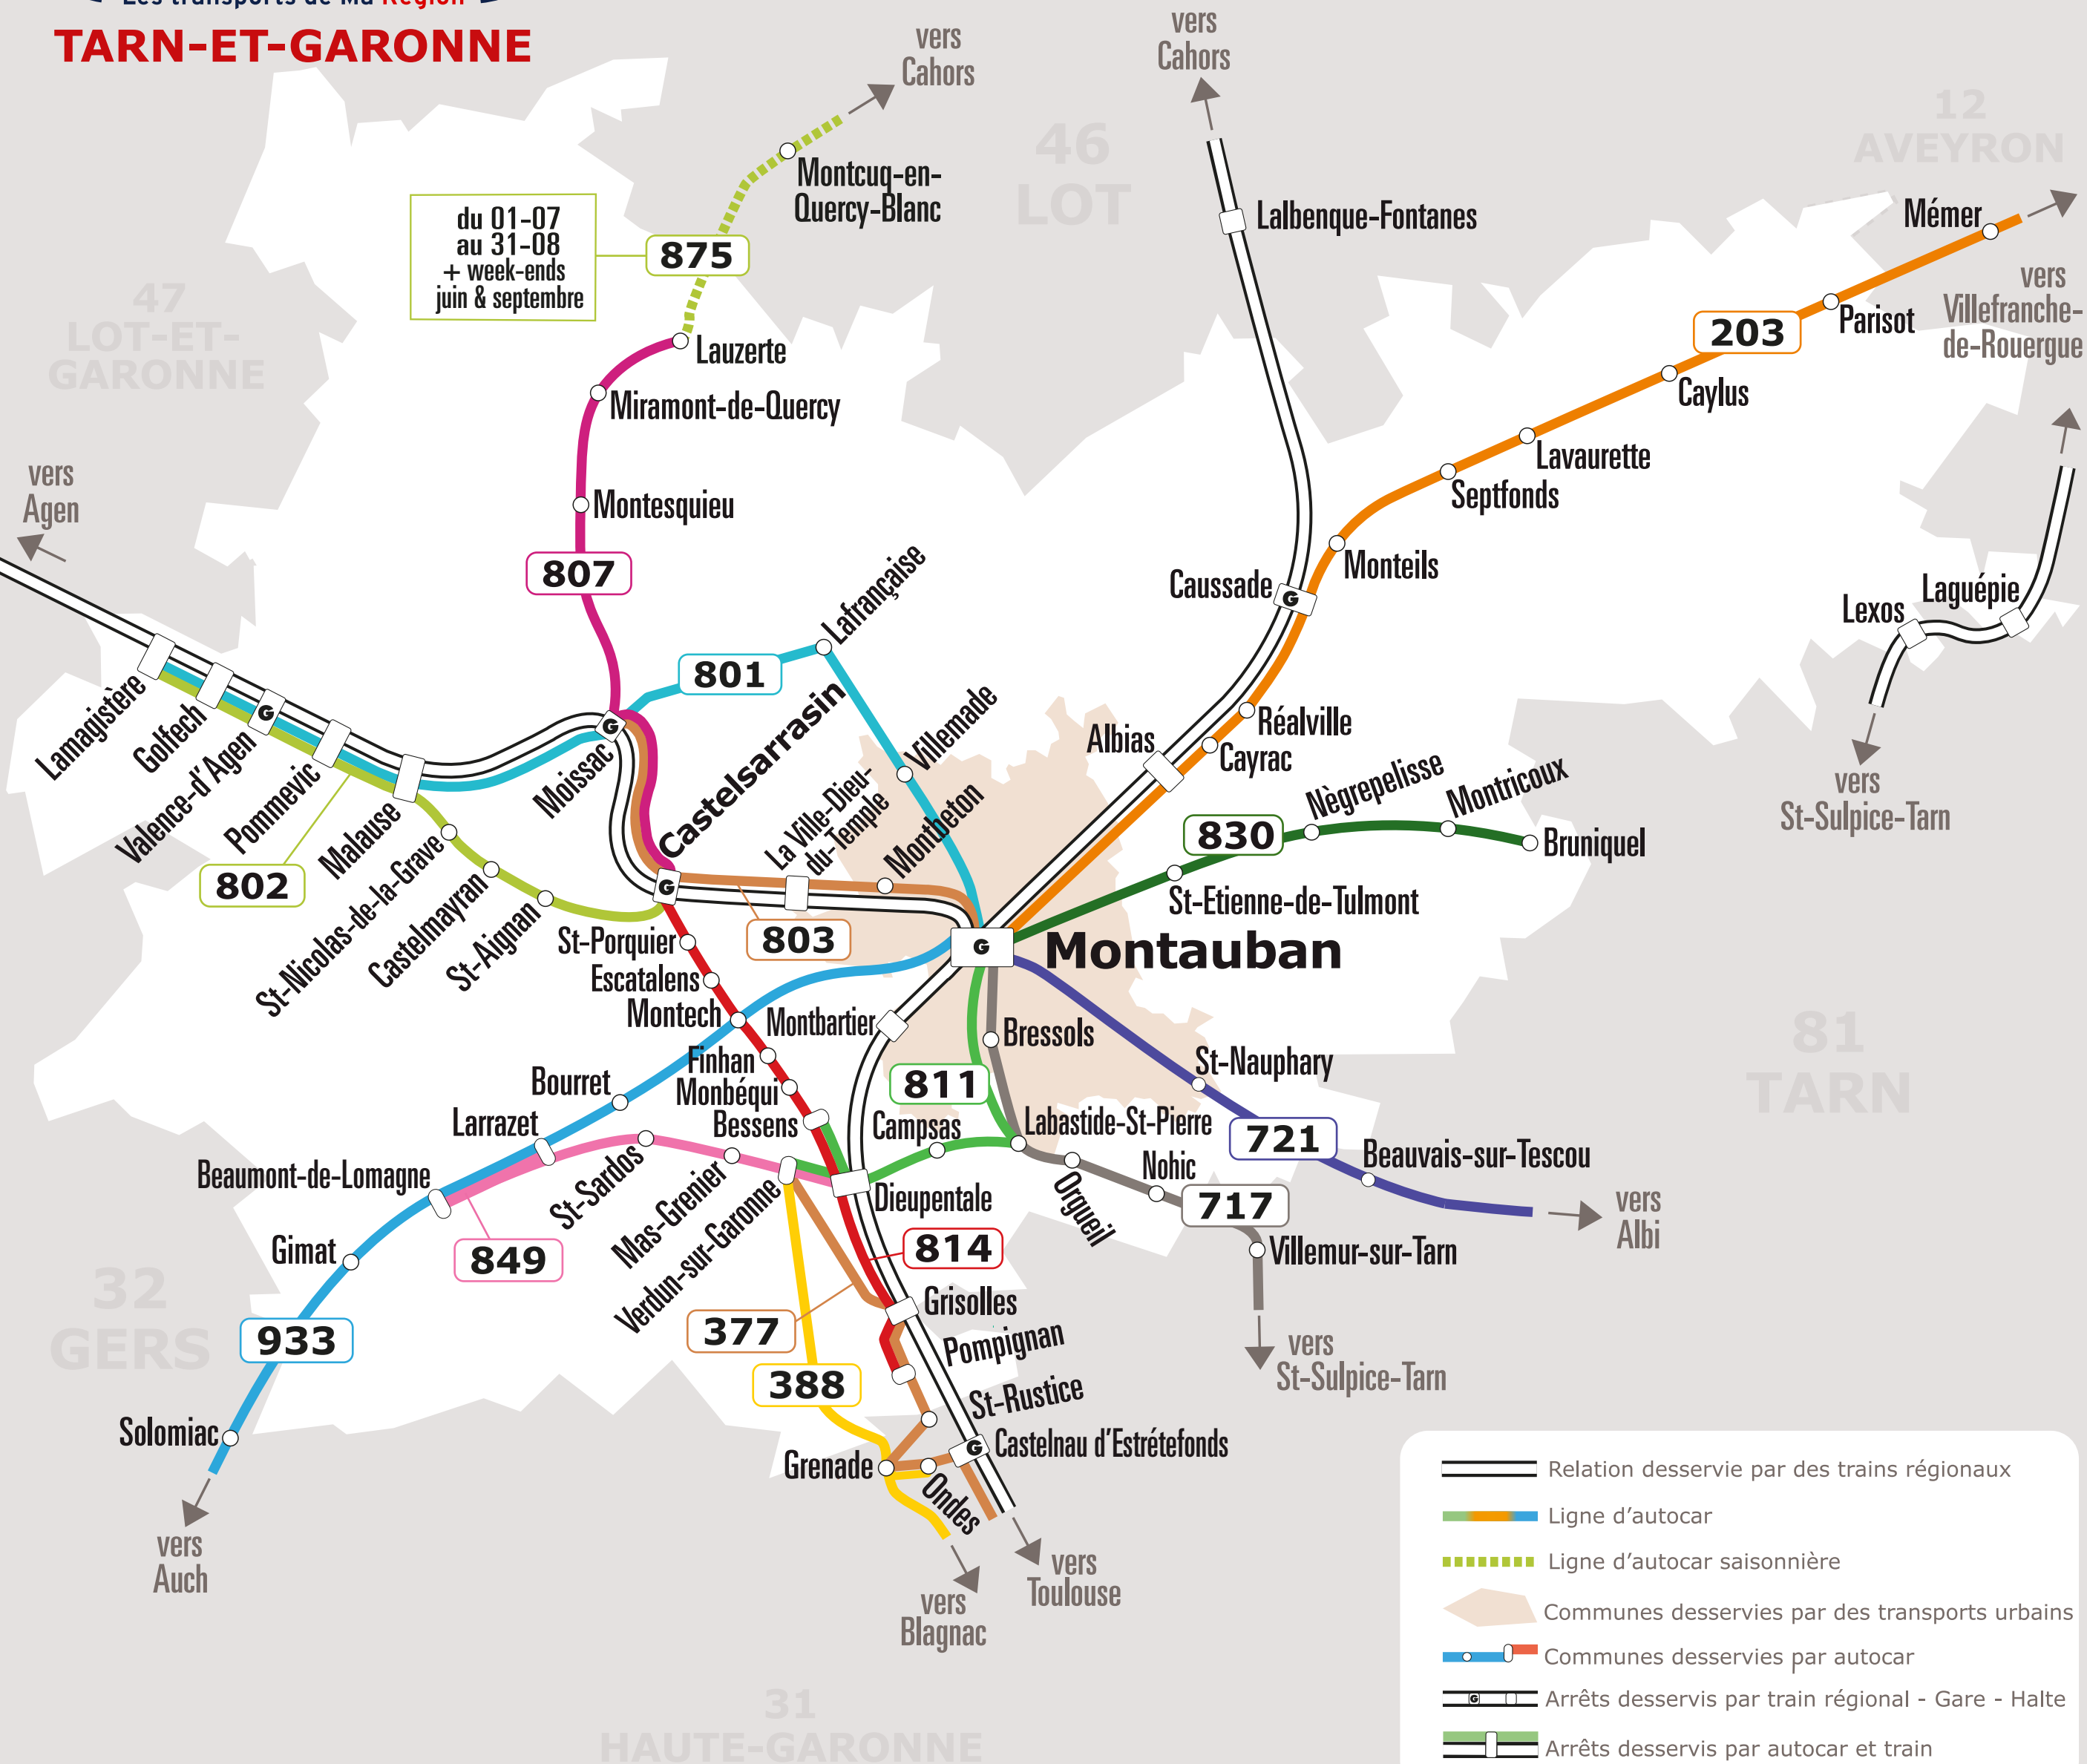 Les transports de Ma Région
TARN-ET-GARONNE
vers
Cahors
vers
Cahors
46
LOT
12
AVEYRON
Montcuq-en-
Quercy-Blanc
du 01-07
au 31-08
+ week-ends
juin & septembre
875
Lalbenque-Fontanes
Mémer
vers
Villefranche-
de-Rouergue
47
LOT-ET-
GARONNE
Parisot
203
Lauzerte
Caylus
Miramont-de-Quercy
Lavaurette
Septfonds
Montesquieu
vers
Agen
807
Monteils
Caussade
Laguépie
Lexos
Lafrançaise
801
Lamagistère
Golfech
Valence-d'Agen
Pommevic
Malause
Moissac
Castelsarrasin
La Ville-Dieu-
du-Temple
Villemade
Montbeton
Albias
Réalville
Cayrac
vers
St-Sulpice-Tarn
830
Nègrepelisse
Montricoux
Bruniquel
802
St-Nicolas-de-la-Grave
Castelmayran
St-Aignan
St-Etienne-de-Tulmont
803
Montauban
St-Porquier
Escatalens
Montech
Montbartier
Bressols
Finhan
Monbéqui
Bessens
811
St-Nauphary
81
TARN
Bourret
Larrazet
Campsas
Labastide-St-Pierre
721
Beauvais-sur-Tescou
Beaumont-de-Lomagne
St-Sardos
Mas-Grenier
Verdun-sur-Garonne
Dieupentale
Orgueil
Nohic
717
vers
Albi
Gimat
849
814
Villemur-sur-Tarn
32
GERS
933
377
Grisolles
Pompignan
vers
St-Sulpice-Tarn
388
St-Rustice
Solomiac
Grenade
Castelnau d'Estrétefonds
Ondes
vers
Auch
vers
Toulouse
vers
Blagnac
31
HAUTE-GARONNE
G
G
G
G
G
G
Relation desservie par des trains régionaux
Ligne d'autocar
Ligne d'autocar saisonnière
Communes desservies par des transports urbains
Communes desservies par autocar
G
Arrêts desservis par train régional - Gare - Halte
Arrêts desservis par autocar et train